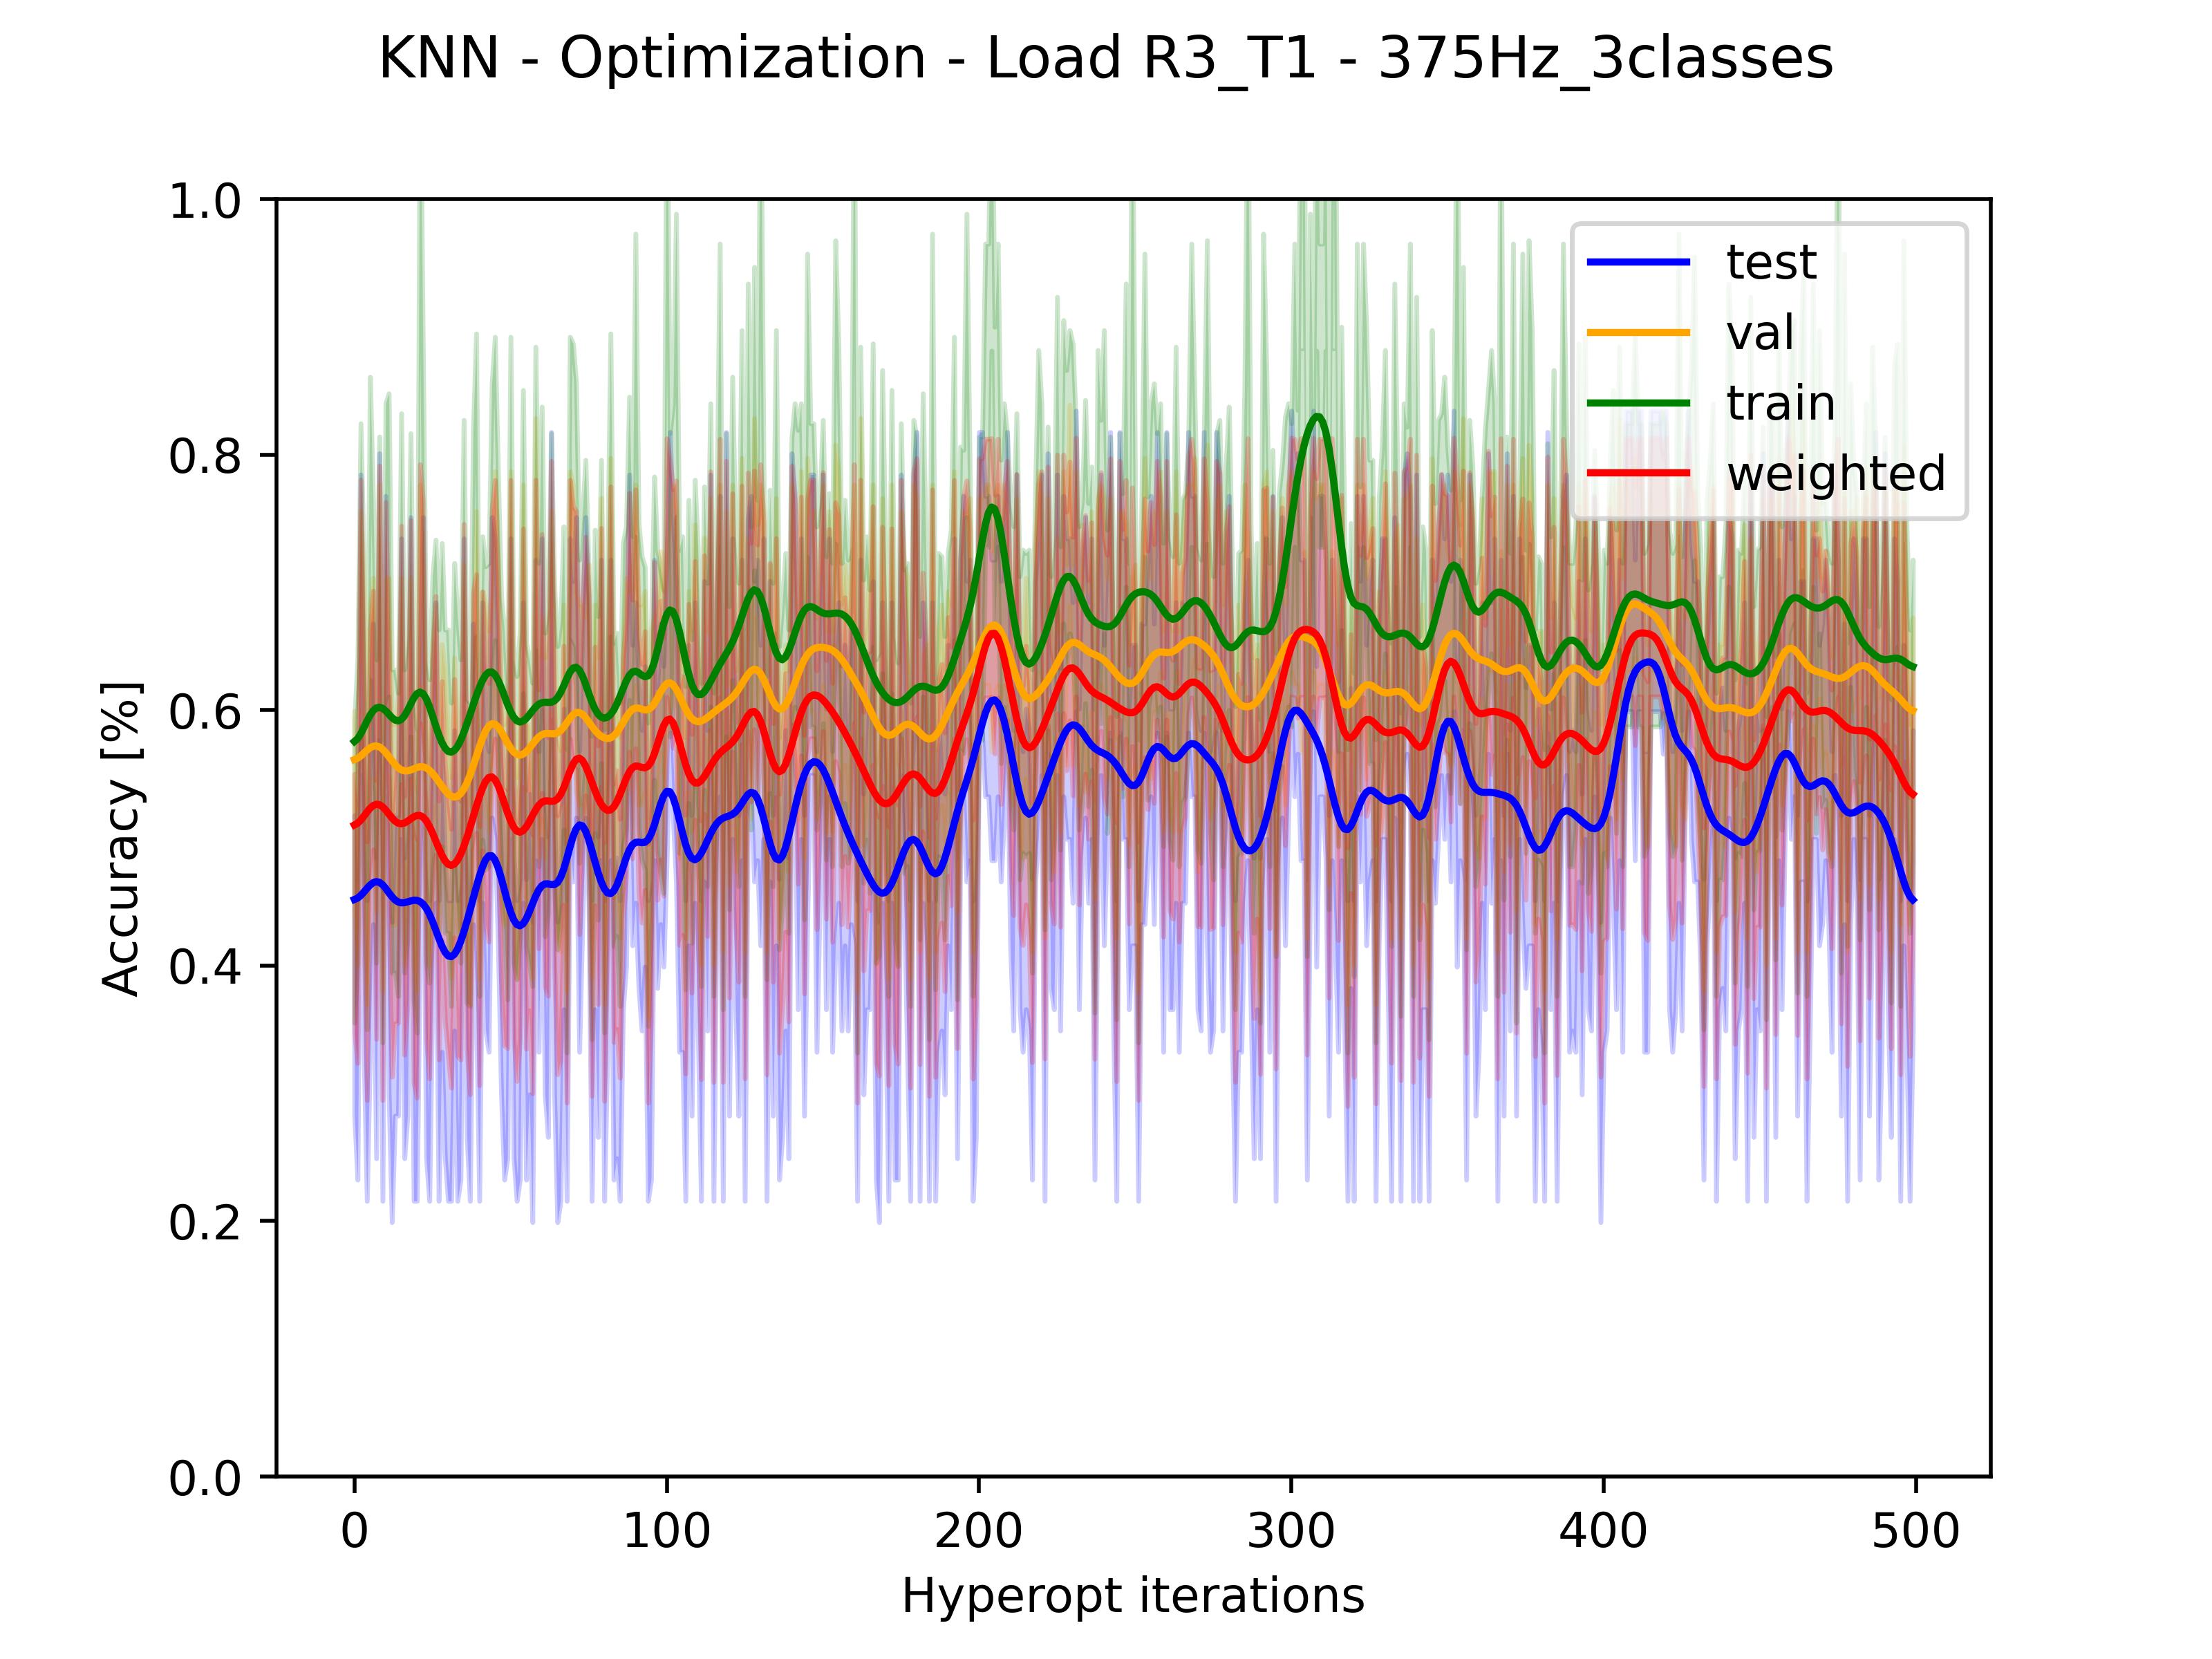 KNN - Optimization - Load R3_T1 - 375Hz_3classes
1.0
0.8
0.6
0.4
0.2
0.0
Accuracy [%]
test
val
train
weighted
0 100 200 300 400 500
Hyperopt iterations